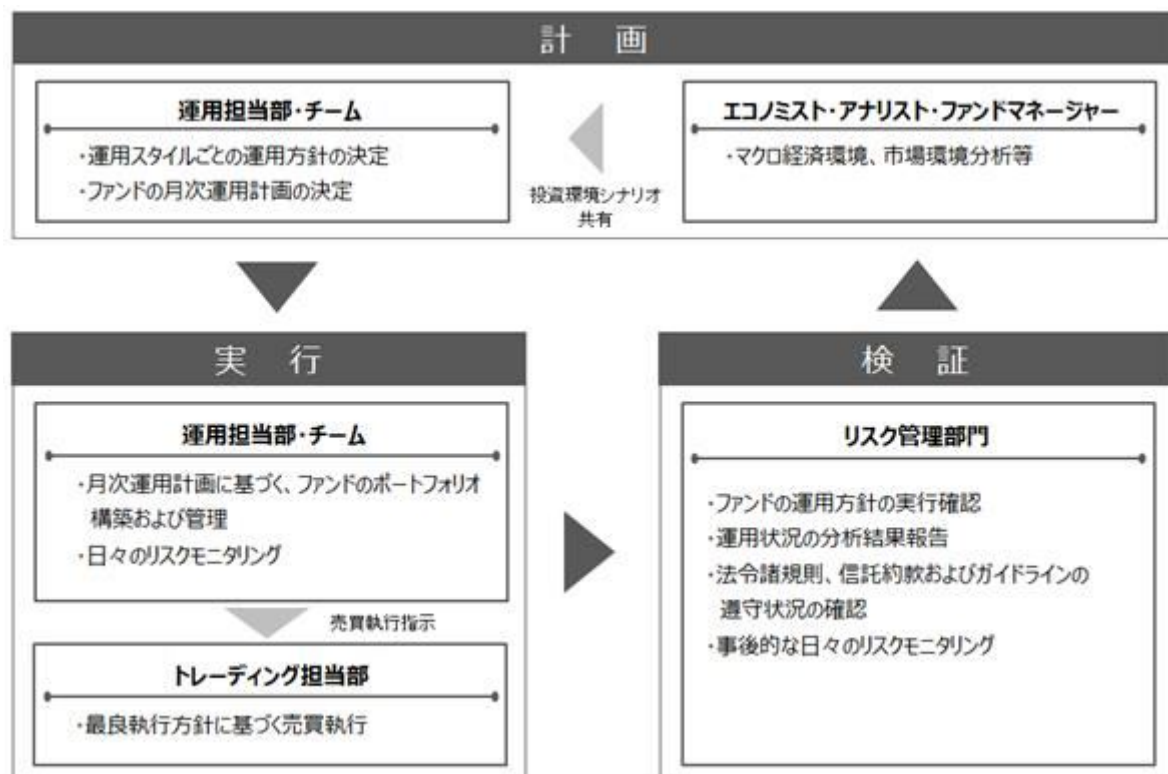 計 画
運用担当部・チーム
・運用スタイルごとの運用方針の決定
・ファンドの月次運用計画の決定
投資環境シナリオ
共有
エコノミスト・アナリスト・ファンドマネージャー
・マクロ経済環境、市場環境分析等
実 行
運用担当部・チーム
・月次運用計画に基づく、ファンドのポートフォリオ
構築および管理
・日々のリスクモニタリング
売買執行指示
トレーディング担当部
・最良執行方針に基づく売買執行
検 証
リスク管理部門
・ファンドの運用方針の実行確認
・運用状況の分析結果報告
・法令諸規則、信託約款およびガイドラインの
遵守状況の確認
・事後的な日々のリスクモニタリング